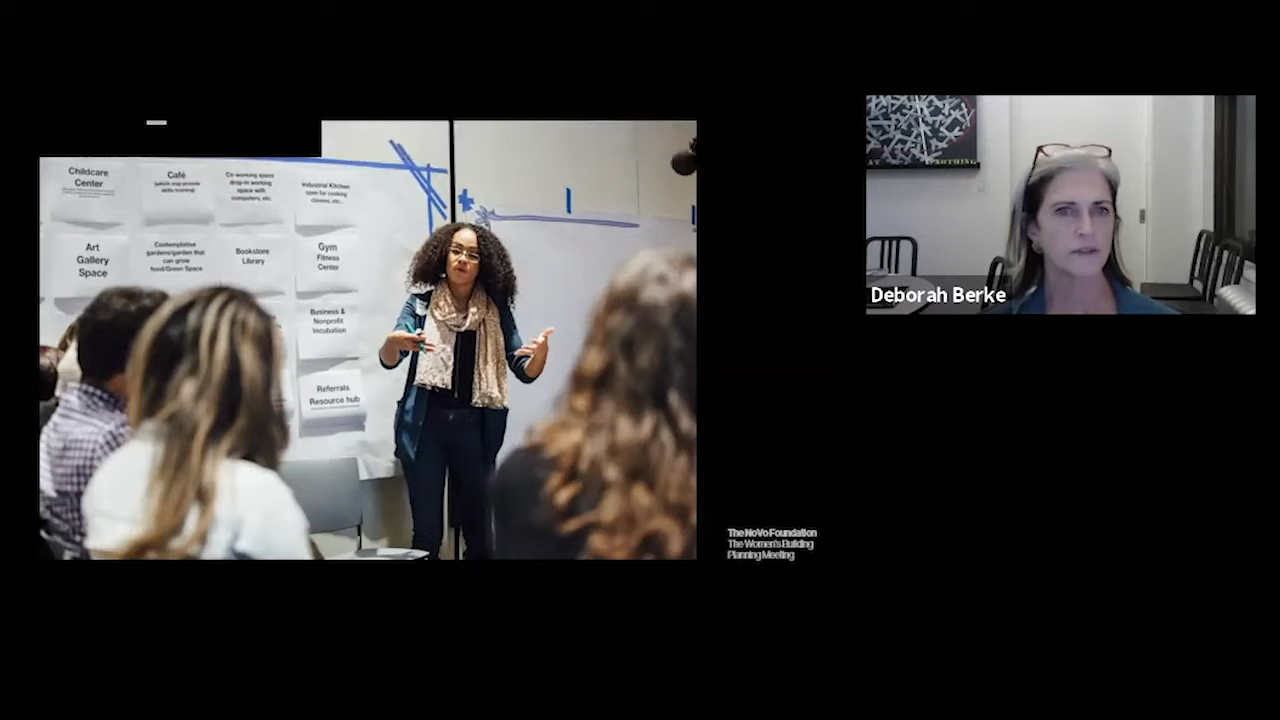 Childcare
Center
Café
(which may provide
skills-training)
Co-working space
drop-in working
space with
computers, etc.
Industrial Kitchen
open for cooking
classes, etc..
Art
Gallery
Space
Contemplative
gardens/garden that
can grow
food/Green Space
Bookstore
Library
Gym
Fitness
Center
Business &
Nonprofit
Incubation
Referrals
Resource hub
Deborah Berke
The NoVo Foundation
The Women's Building
Planning Meeting